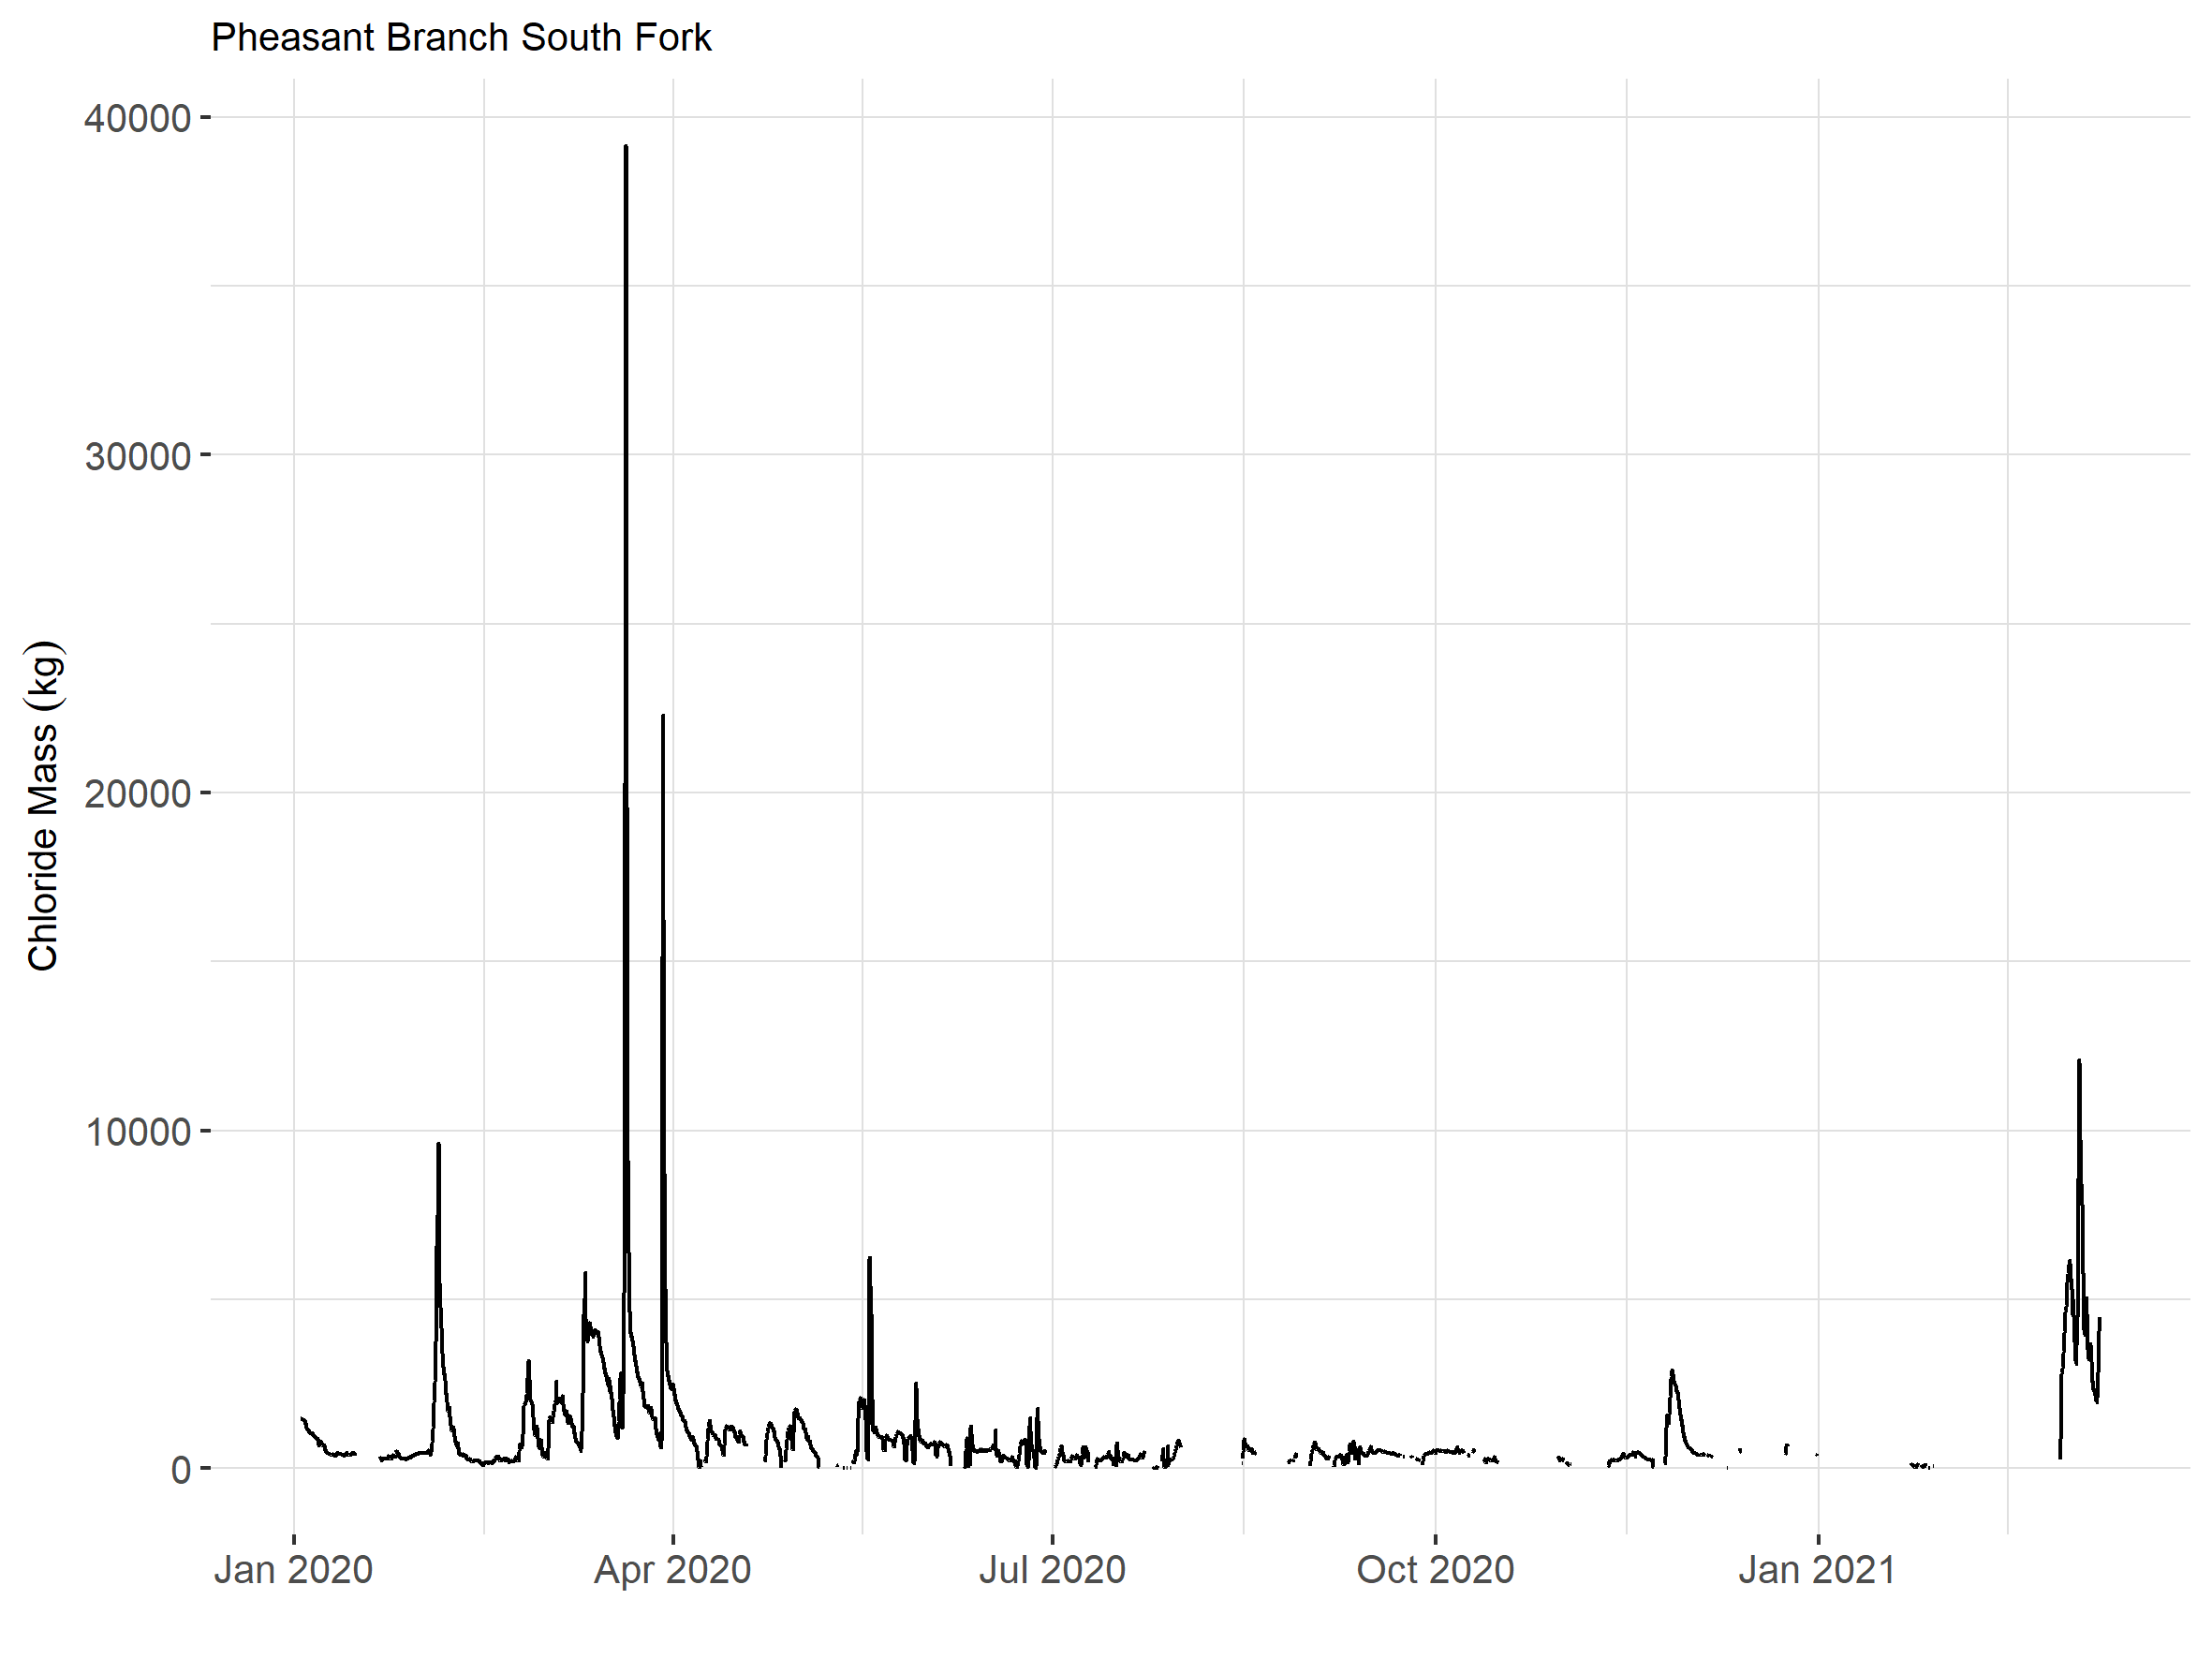 Pheasant Branch South Fork
40000
30000
20000
10000
0
Chloride Mass (kg)
Jan 2020
Apr 2020
Jul 2020
Oct 2020
Jan 2021